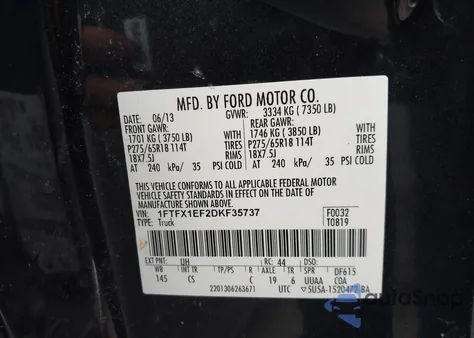 MFD. BY FORD MOTOR CO.
DATE: 06/13 GVWR: 3334 KG ( 7350 LB)
FRONT GAWR: REAR GAWR:
1701 KG ( 3750 LB) 1746 KG ( 3850 LB)
P275/65R18 114T TIRES P275/65R18 114T TIRES
18X7.5J RIMS 18X7.5J RIMS
AT 240 kPa/ 35 PSI COLD AT 240 kPa/ 35 PSI COLD
THIS VEHICLE CONFORMS TO ALL APPLICABLE FEDERAL MOTOR
VEHICLE SAFETY AND BUMPER STANDARDS IN EFFECT ON THE DATE OF
MANUFACTURE SHOWN ABOVE.
VIN: 1FTFX1EF2DKF35737 F0032
TYPE: Truck T0819
EXT PNT: UH RC: 44 DSO:
WB INT TR TP/PS R AXLE TR SPR DF615
145 CS C 19 6 UUAA COA
2201306263671 UTC
AutoSnap